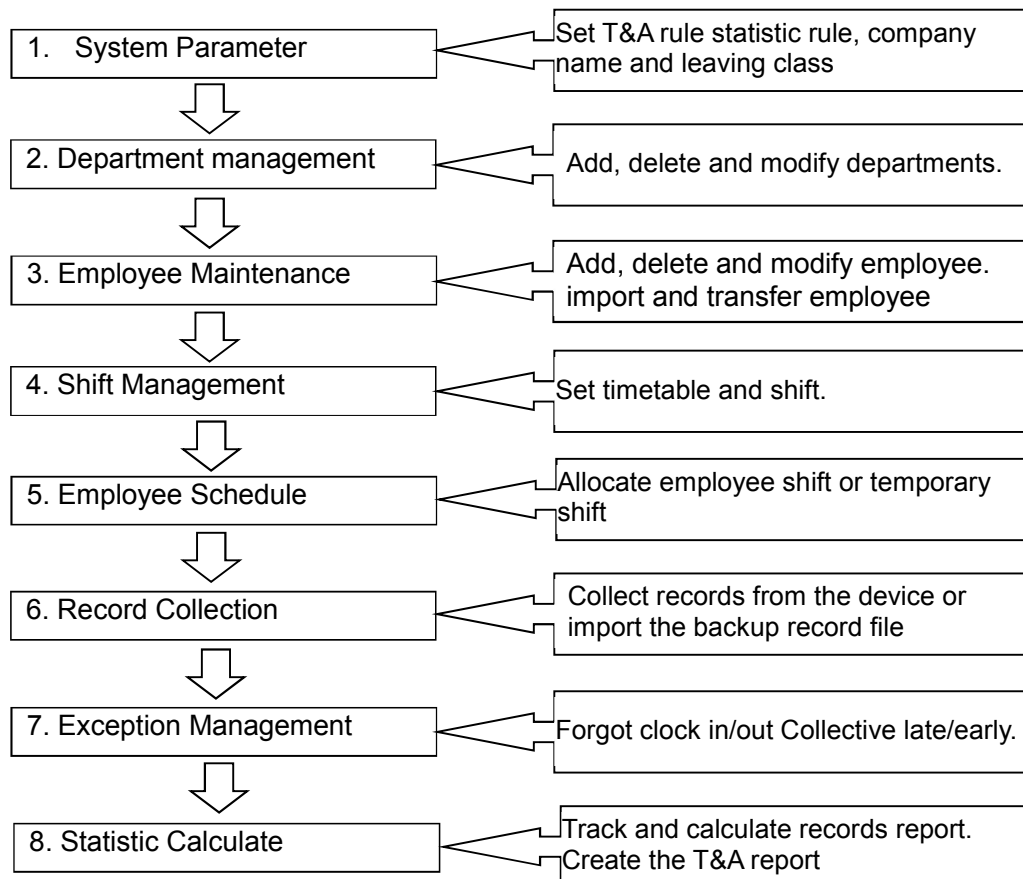 1. System Parameter
Set T&A rule statistic rule, company
name and leaving class
2. Department management
Add, delete and modify departments.
3. Employee Maintenance
Add, delete and modify employee.
import and transfer employee
4. Shift Management
Set timetable and shift.
5. Employee Schedule
Allocate employee shift or temporary
shift
6. Record Collection
Collect records from the device or
import the backup record file
7. Exception Management
Forgot clock in/out Collective late/early.
8. Statistic Calculate
Track and calculate records report.
Create the T&A report